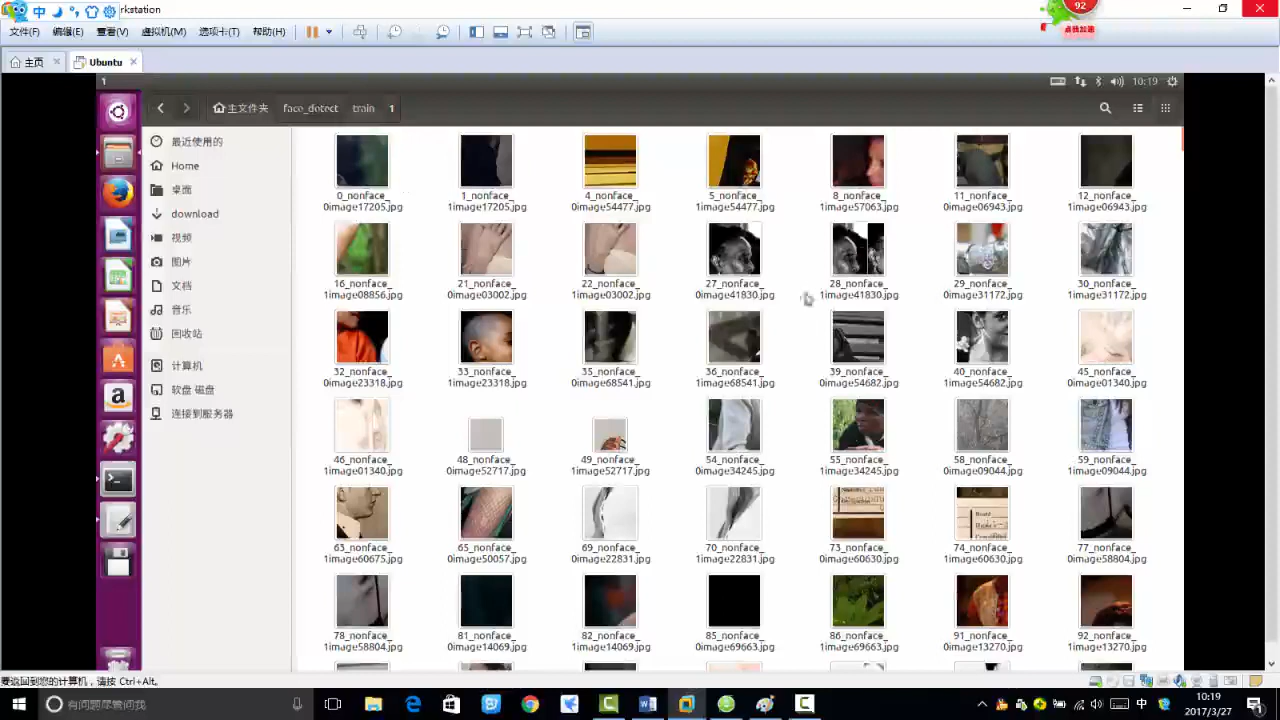 中
rkstation
92
点我加速
文件(F) 编辑(E) 查看(V) 虚拟机(M) 选项卡(T) 帮助(H)
主页 Ubuntu
1
10:19
主文件夹 face_detect train 1
最近使用的
Home
桌面
download
视频
图片
文档
音乐
回收站
计算机
软盘 磁盘
连接到服务器
0_nonface_ 1_nonface_ 4_nonface_ 5_nonface_ 8_nonface_ 11_nonface_ 12_nonface_
0image17205.jpg 1image17205.jpg 0image54477.jpg 1image54477.jpg 1image57063.jpg 0image06943.jpg 1image06943.jpg
16_nonface_ 21_nonface_ 22_nonface_ 27_nonface_ 28_nonface_ 29_nonface_ 30_nonface_
1image08856.jpg 0image03002.jpg 1image03002.jpg 0image41830.jpg 1image41830.jpg 0image31172.jpg 1image31172.jpg
32_nonface_ 33_nonface_ 35_nonface_ 36_nonface_ 39_nonface_ 40_nonface_ 45_nonface_
0image23318.jpg 1image23318.jpg 0image68541.jpg 1image68541.jpg 0image54682.jpg 1image54682.jpg 0image01340.jpg
46_nonface_ 48_nonface_ 49_nonface_ 54_nonface_ 55_nonface_ 58_nonface_ 59_nonface_
1image01340.jpg 0image52717.jpg 1image52717.jpg 0image34245.jpg 1image34245.jpg 0image09044.jpg 1image09044.jpg
63_nonface_ 65_nonface_ 69_nonface_ 70_nonface_ 73_nonface_ 74_nonface_ 77_nonface_
1image60675.jpg 0image50057.jpg 0image22831.jpg 1image22831.jpg 0image60630.jpg 1image60630.jpg 0image58804.jpg
78_nonface_ 81_nonface_ 82_nonface_ 85_nonface_ 86_nonface_ 91_nonface_ 92_nonface_
1image58804.jpg 0image14069.jpg 1image14069.jpg 0image69663.jpg 1image69663.jpg 0image13270.jpg 1image13270.jpg
要返回到您的计算机，请按 Ctrl+Alt。
有问题尽管问我
中
10:19
2017/3/27